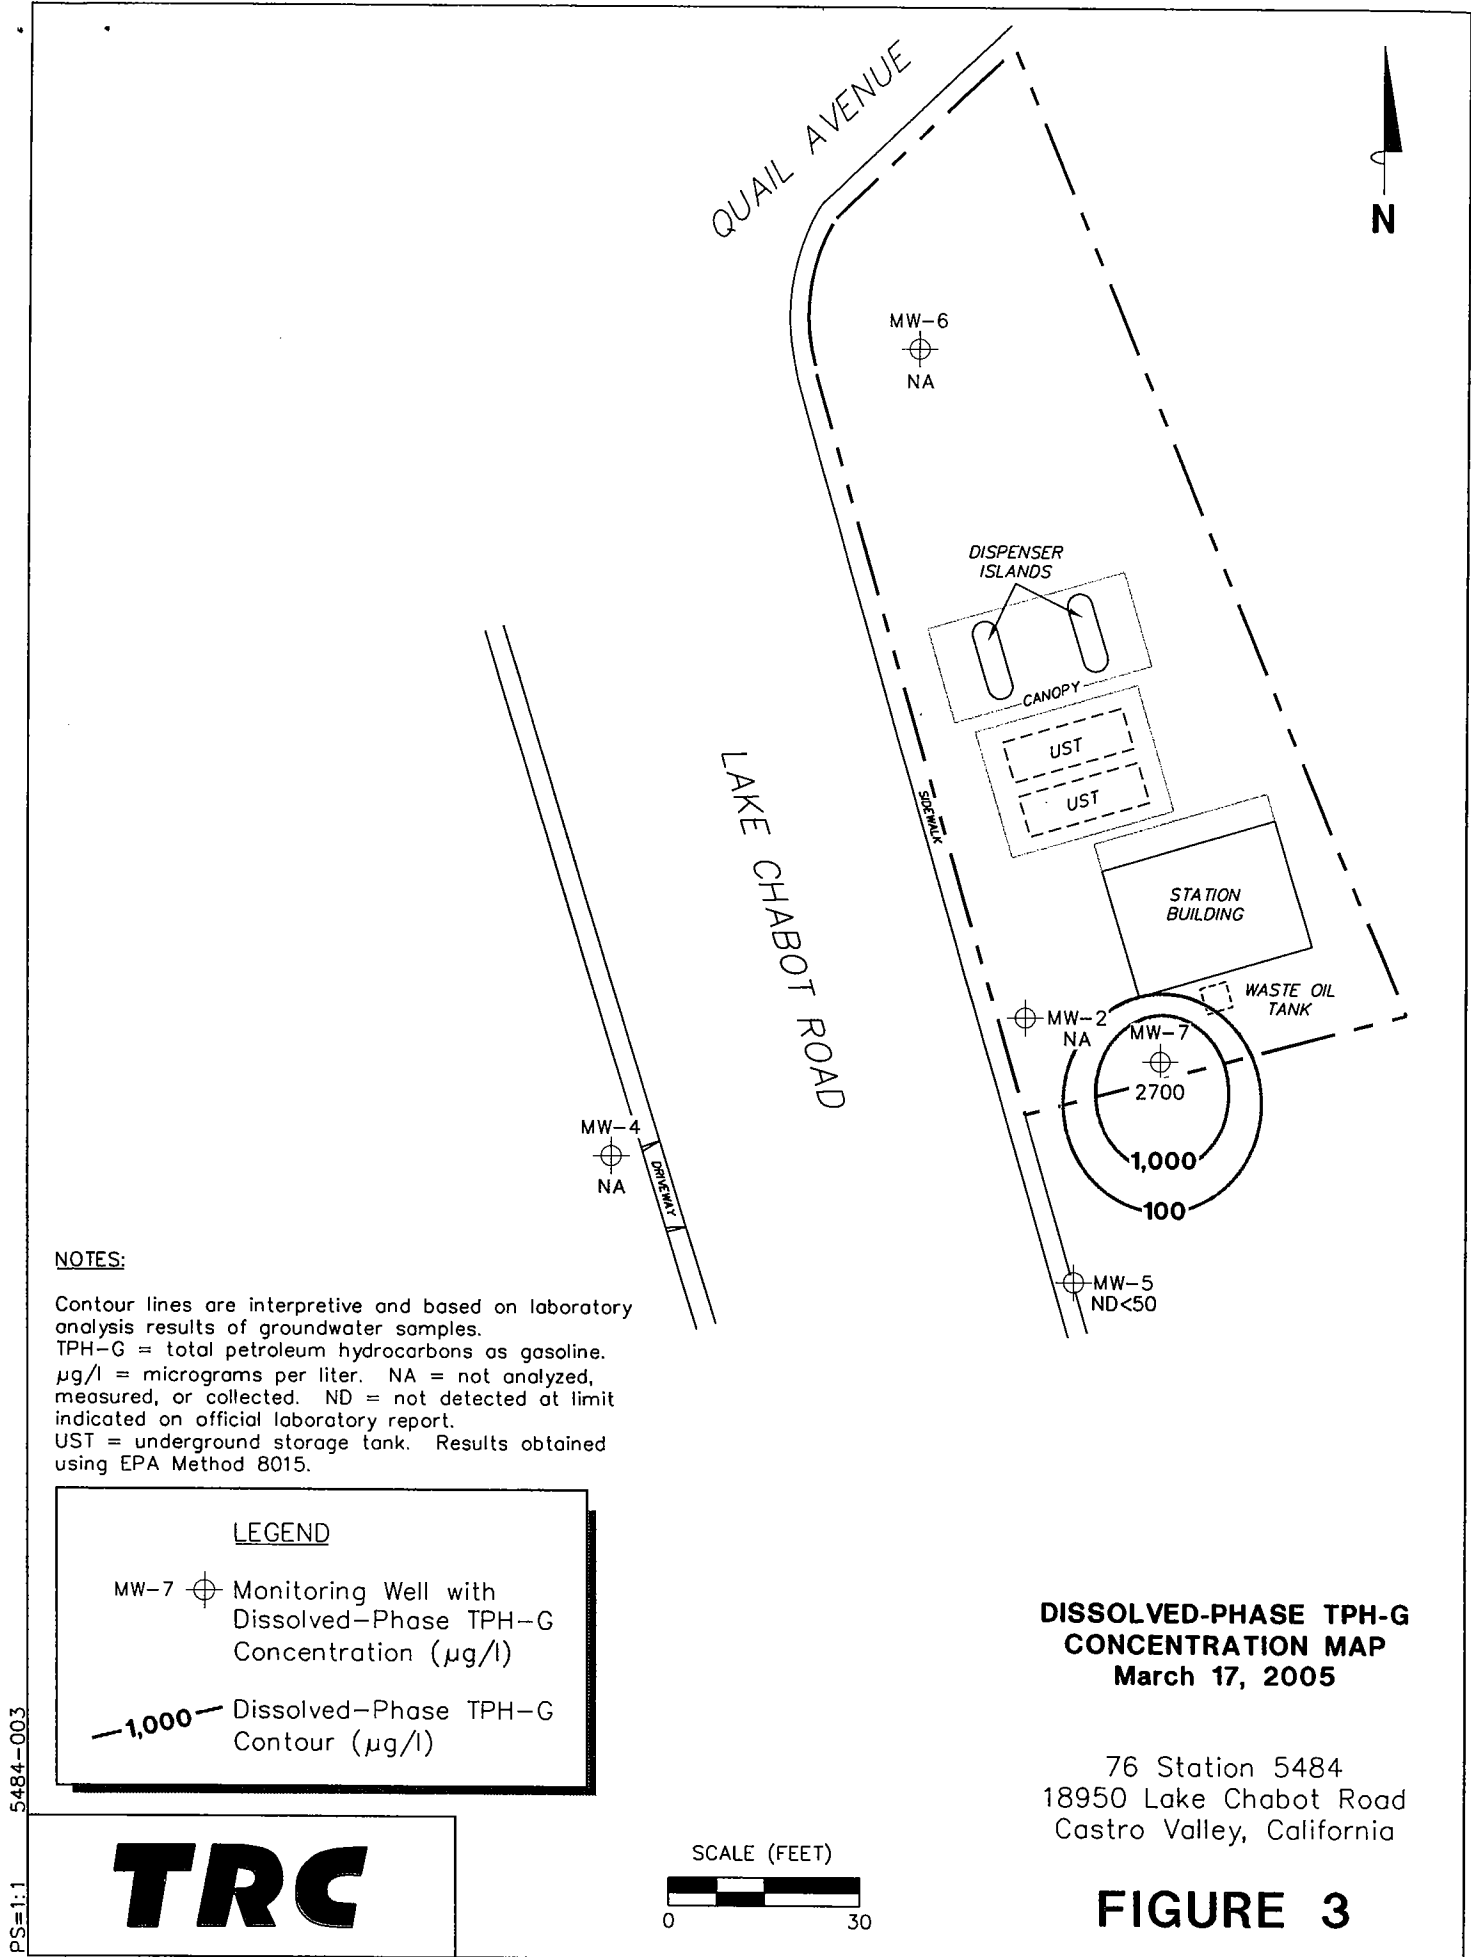 QUAIL AVENUE
N
MW-6
NA
DISPENSER
ISLANDS
CANOPY
UST
UST
SIDEWALK
LAKE CHABOT ROAD
STATION
BUILDING
WASTE OIL
TANK
MW-2
NA
MW-7
2700
1,000
100
MW-4
NA
DRIVEWAY
MW-5
ND<50
NOTES:
Contour lines are interpretive and based on laboratory
analysis results of groundwater samples.
TPH-G = total petroleum hydrocarbons as gasoline.
µg/l = micrograms per liter. NA = not analyzed,
measured, or collected. ND = not detected at limit
indicated on official laboratory report.
UST = underground storage tank. Results obtained
using EPA Method 8015.
LEGEND
MW-7 Monitoring Well with
Dissolved-Phase TPH-G
Concentration (µg/l)
1,000 Dissolved-Phase TPH-G
Contour (µg/l)
DISSOLVED-PHASE TPH-G
CONCENTRATION MAP
March 17, 2005
76 Station 5484
18950 Lake Chabot Road
Castro Valley, California
FIGURE 3
SCALE (FEET)
0 30
TRC
PS=1:1 5484-003